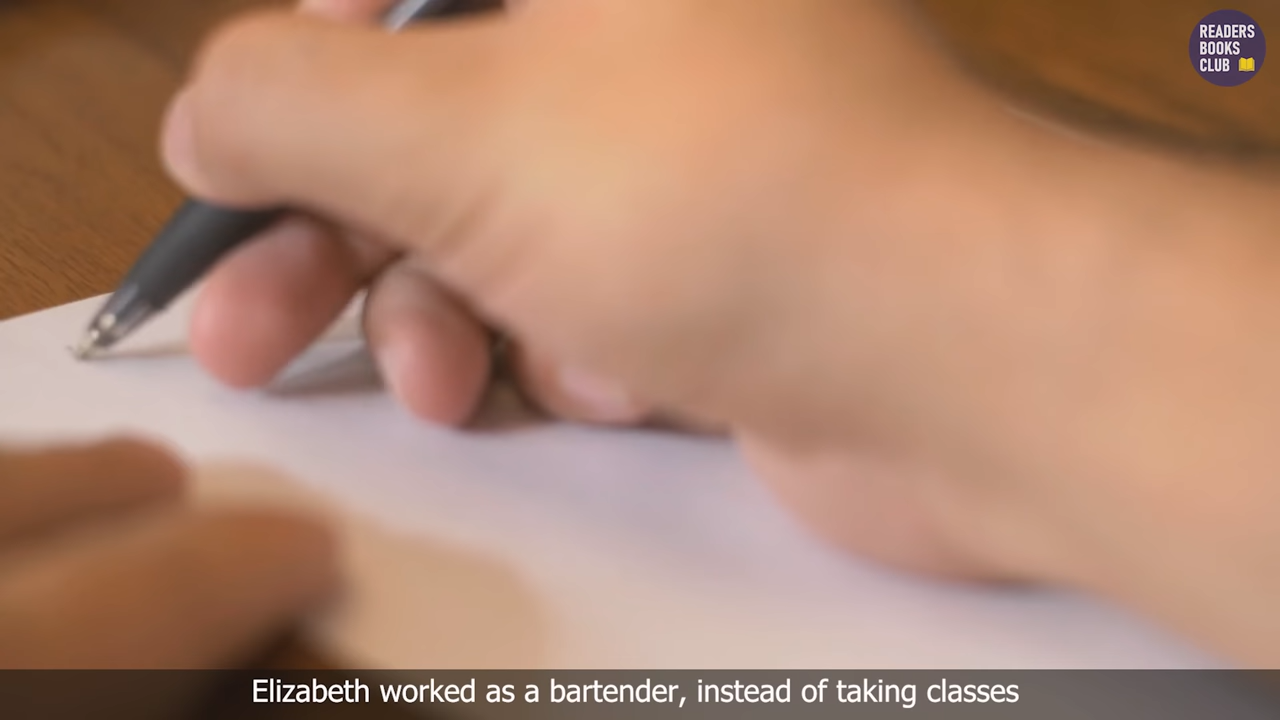 READERS
BOOKS
CLUB
Elizabeth worked as a bartender, instead of taking classes